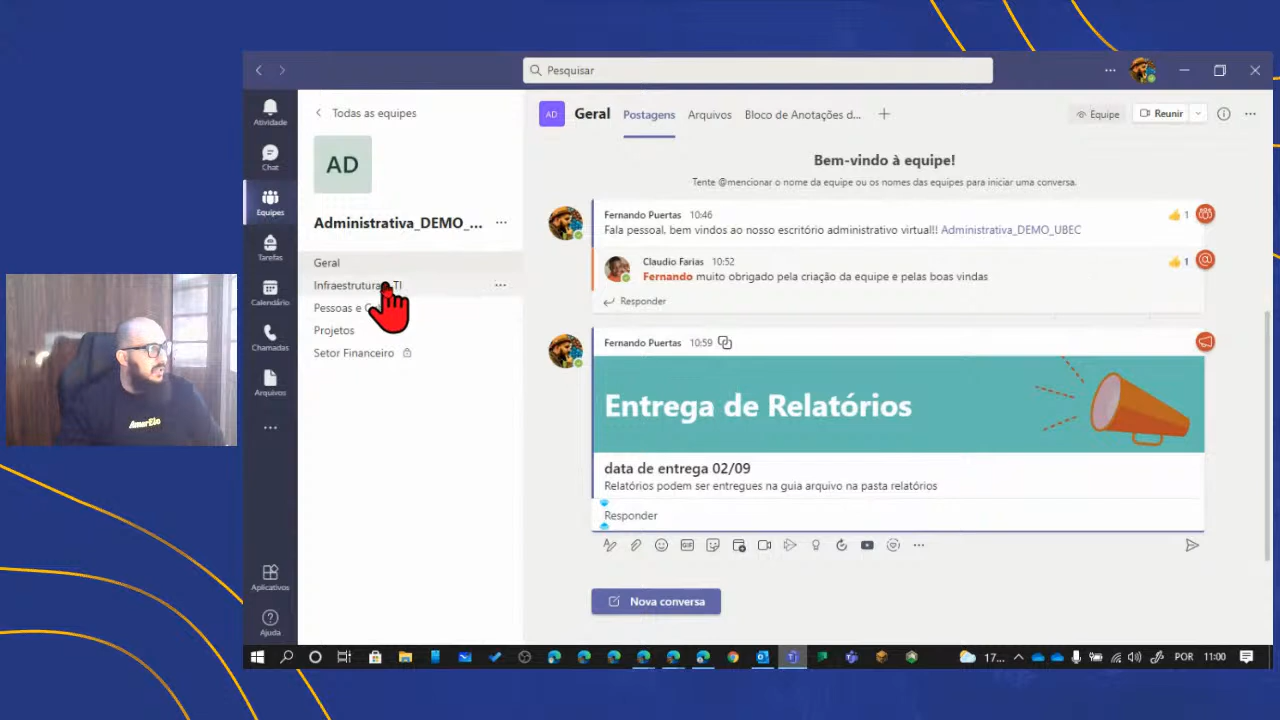 Pesquisar
Atividade
Chat
Equipes
Tarefas
Calendário
Chamadas
Arquivos
Aplicativos
Ajuda
Todas as equipes
AD
Administrativa_DEMO_... ...
Geral
Infraestrutura TI ...
Pessoas e
Projetos
Setor Financeiro
AD Geral Postagens Arquivos Bloco de Anotações d... + Equipe Reunir
Bem-vindo à equipe!
Tente @mencionar o nome da equipe ou os nomes das equipes para iniciar uma conversa.
Fernando Puertas 10:46 1
Fala pessoal, bem vindos ao nosso escritório administrativo virtual!! Administrativa_DEMO_UBEC
Claudio Farias 10:52 1
Fernando muito obrigado pela criação da equipe e pelas boas vindas
Responder
Fernando Puertas 10:59
Entrega de Relatórios
data de entrega 02/09
Relatórios podem ser entregues na guia arquivo na pasta relatórios
Responder
GIF
Nova conversa
17... POR 11:00
AmarElo